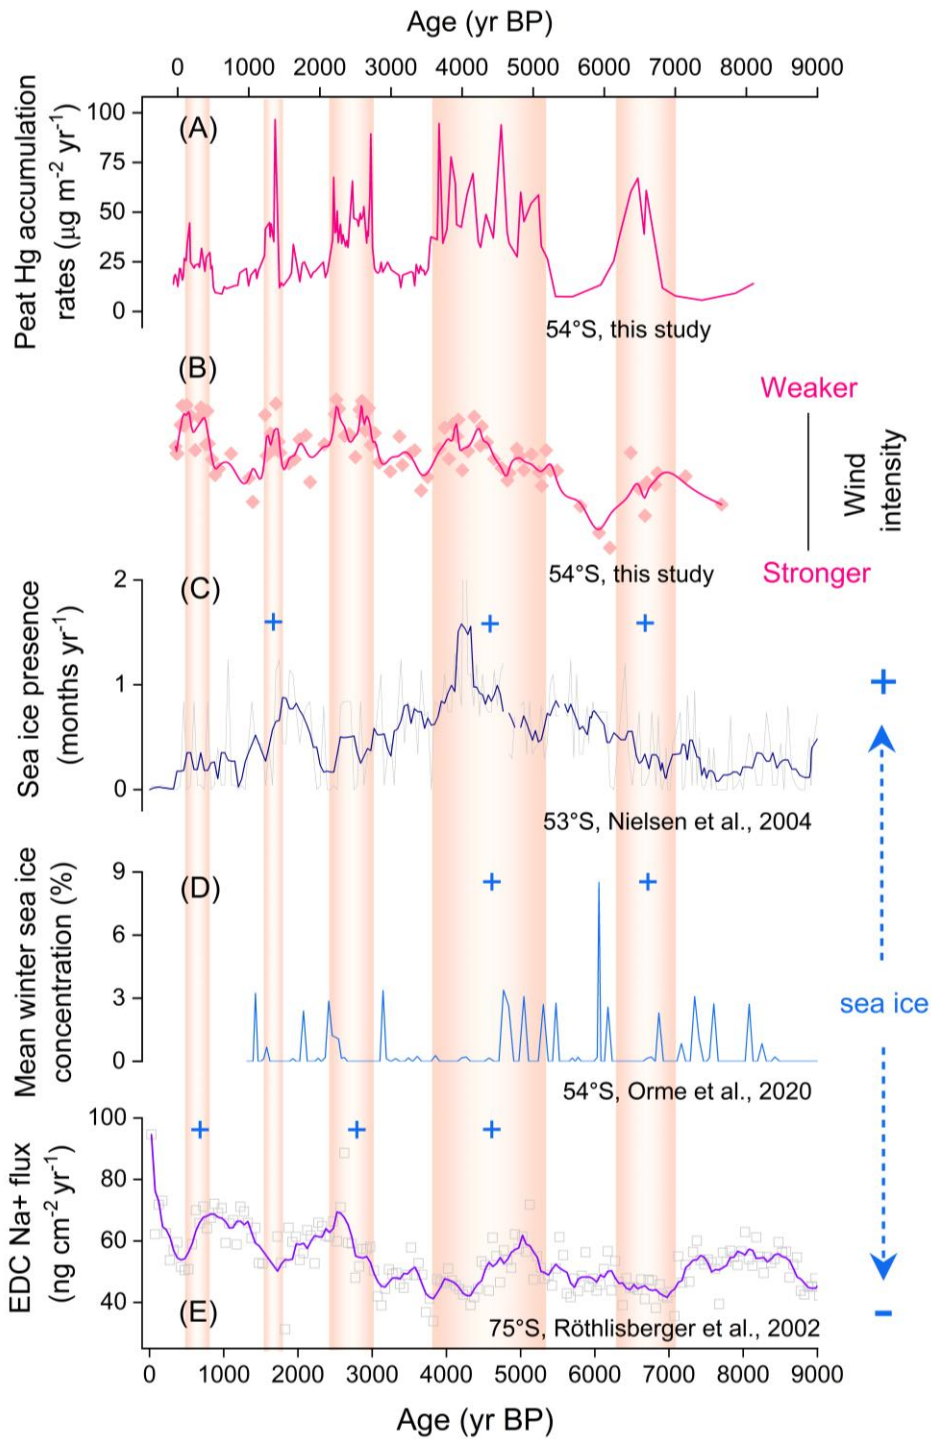 Age (yr BP)
0 1000 2000 3000 4000 5000 6000 7000 8000 9000
Peat Hg accumulation
rates (μg m-2 yr-1)
100
75
50
25
0
(A)
54°S, this study
(B)
Weaker
Wind
intensity
Stronger
54°S, this study
Sea ice presence
(months yr-1)
2
1
0
(C)
+ + +
53°S, Nielsen et al., 2004
+
Mean winter sea ice
concentration (%)
9
6
3
0
(D)
+ +
sea ice
54°S, Orme et al., 2020
EDC Na+ flux
(ng cm-2 yr-1)
100
80
60
40
+ + +
(E)
75°S, Röthlisberger et al., 2002
-
0 1000 2000 3000 4000 5000 6000 7000 8000 9000
Age (yr BP)